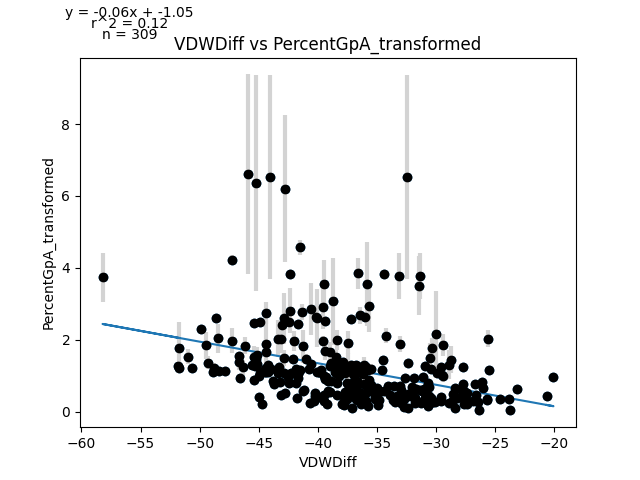 y = -0.06x + -1.05
r^2 = 0.12
n = 309
VDWDiff vs PercentGpA_transformed
PercentGpA_transformed
8
6
4
2
0
−60
−55
−50
−45
−40
−35
−30
−25
−20
VDWDiff